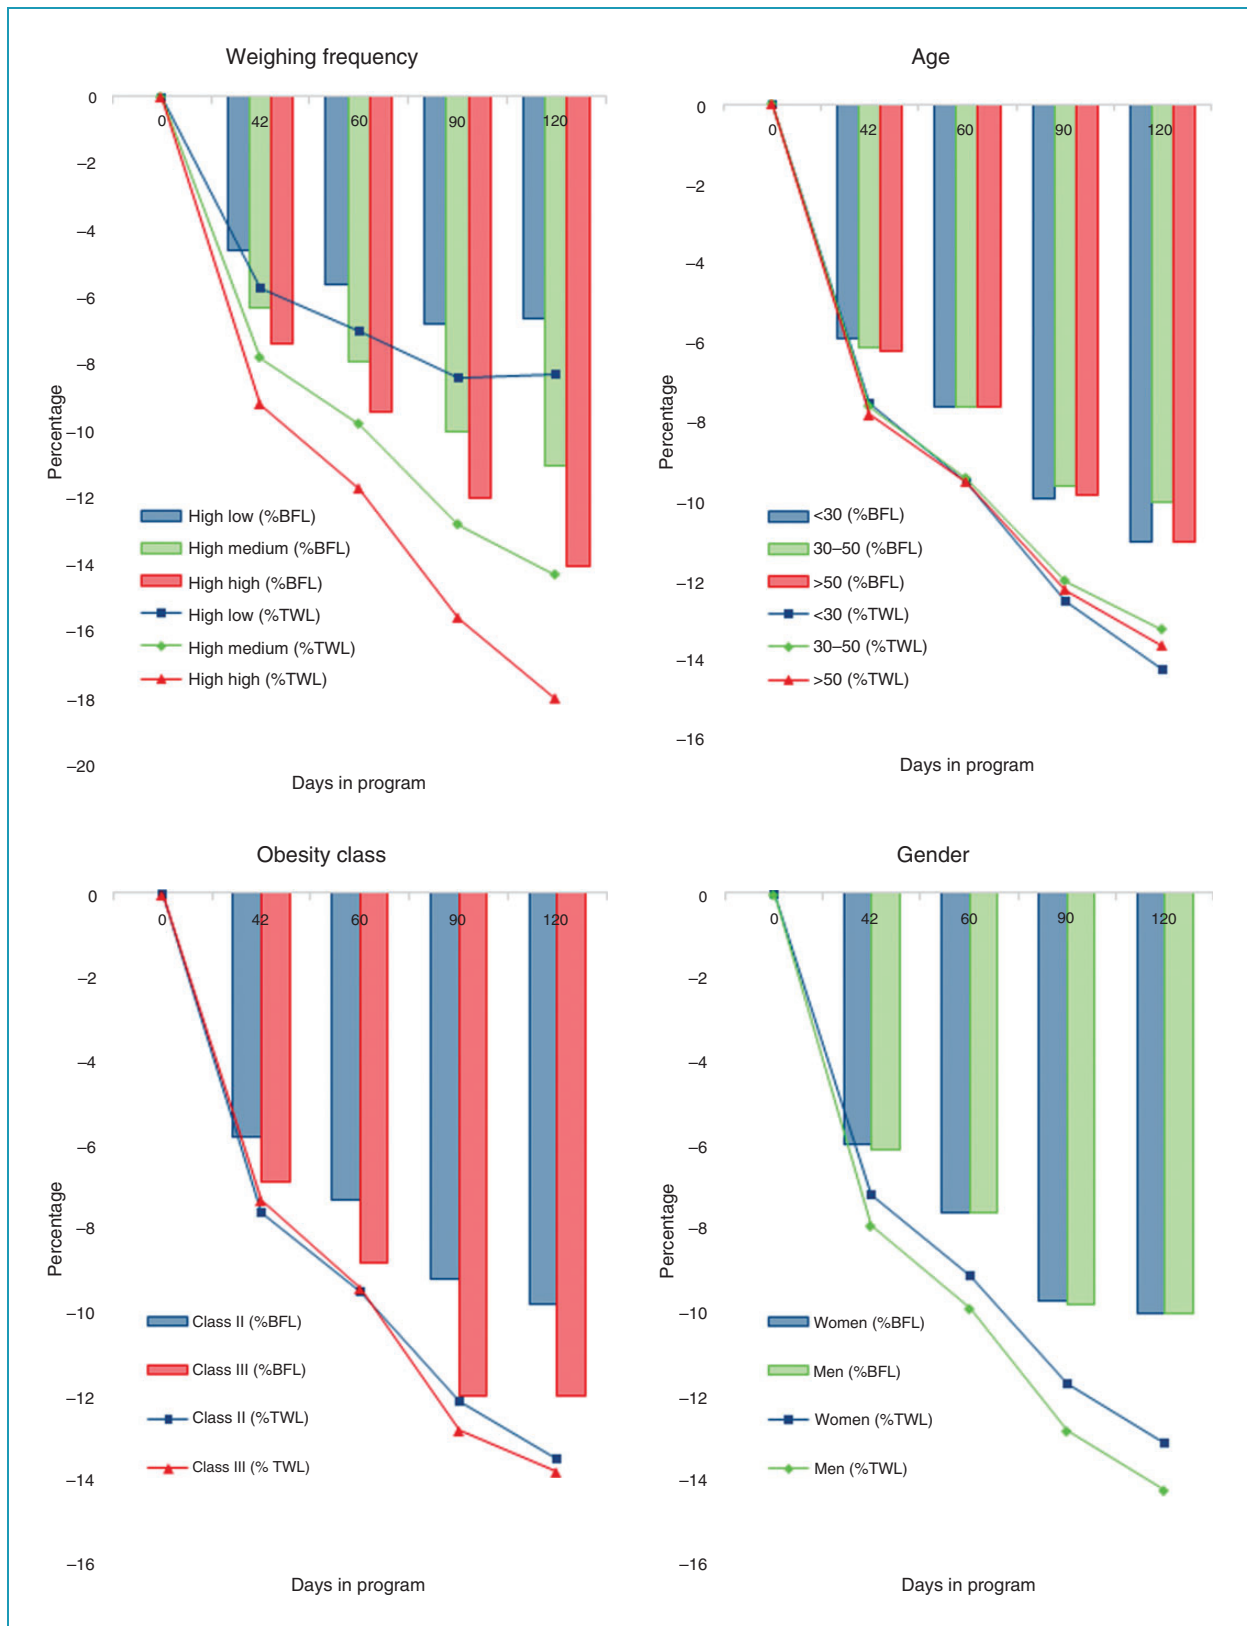 Weighing frequency
0
−2
−4
−6
−8
−10
−12
−14
−16
−18
−20
Percentage
0 42 60 90 120
High low (%BFL)
High medium (%BFL)
High high (%BFL)
High low (%TWL)
High medium (%TWL)
High high (%TWL)
Days in program
Age
0
−2
−4
−6
−8
−10
−12
−14
−16
Percentage
0 42 60 90 120
<30 (%BFL)
30–50 (%BFL)
>50 (%BFL)
<30 (%TWL)
30–50 (%TWL)
>50 (%TWL)
Days in program
Obesity class
0
−2
−4
−6
−8
−10
−12
−14
−16
Percentage
0 42 60 90 120
Class II (%BFL)
Class III (%BFL)
Class II (%TWL)
Class III (% TWL)
Days in program
Gender
0
−2
−4
−6
−8
−10
−12
−14
−16
Percentage
0 42 60 90 120
Women (%BFL)
Men (%BFL)
Women (%TWL)
Men (%TWL)
Days in program